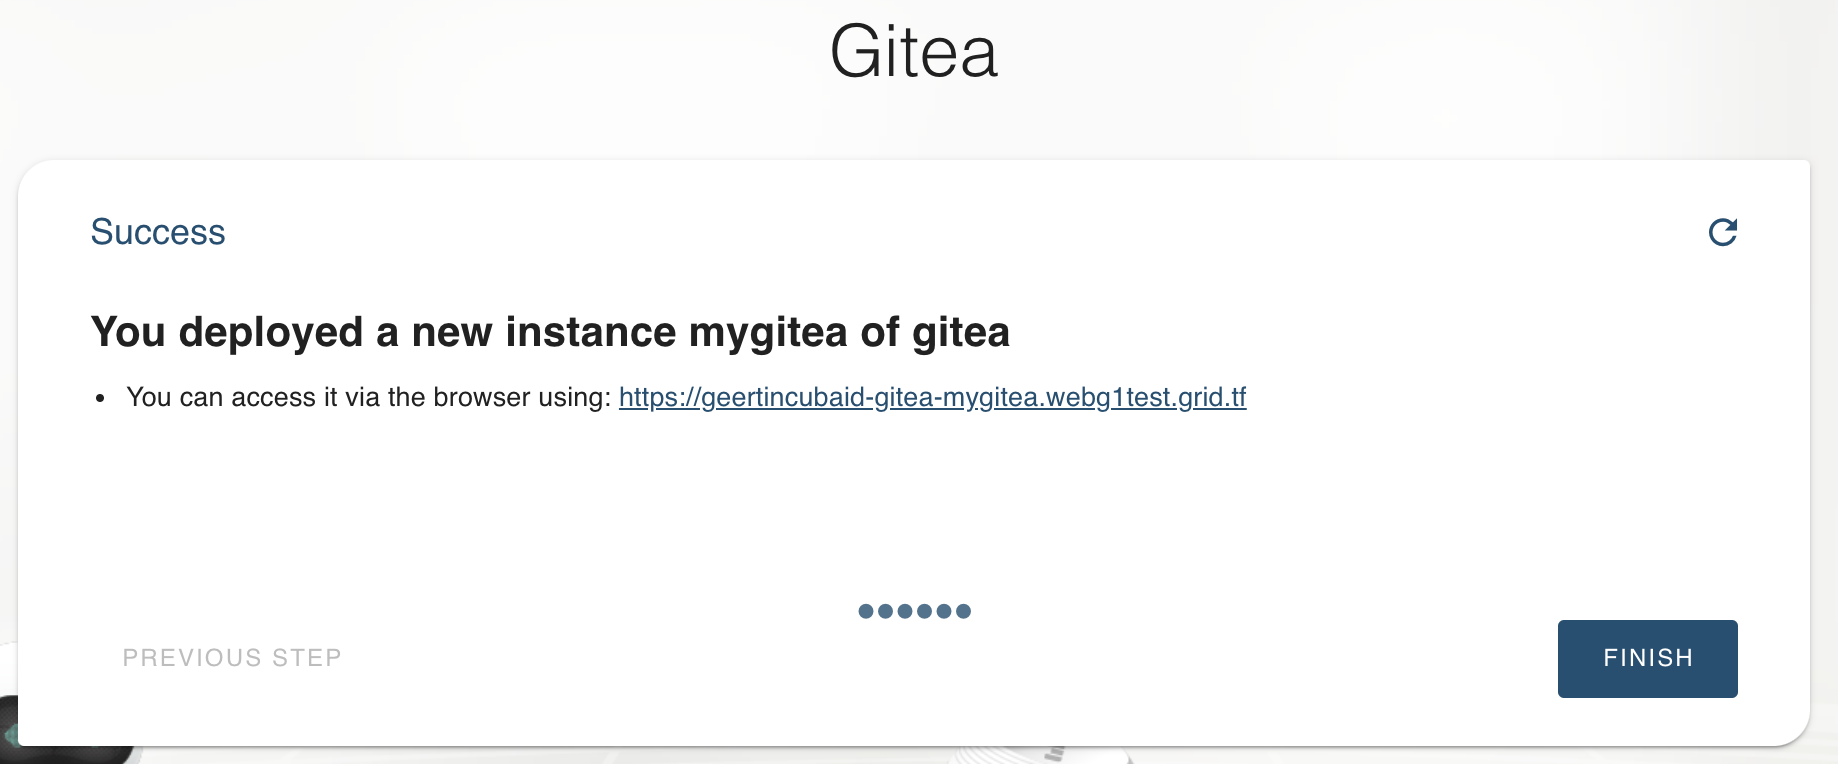 Gitea
Success
You deployed a new instance mygitea of gitea
You can access it via the browser using: https://geertincubaid-gitea-mygitea.webg1test.grid.tf
PREVIOUS STEP
FINISH